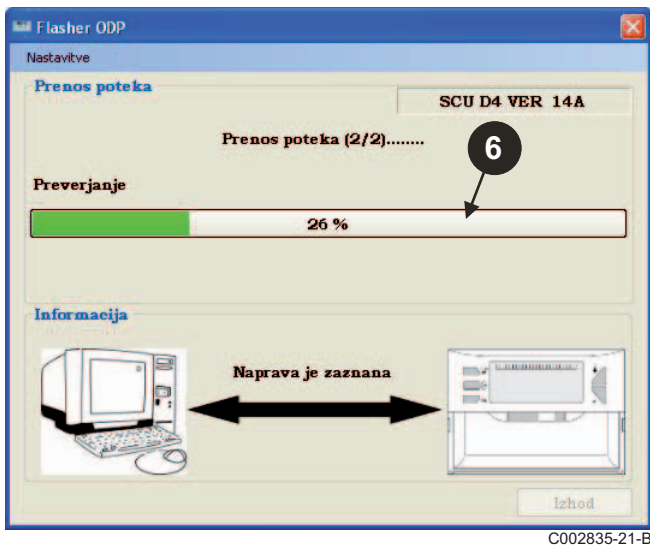 Flasher ODP
Nastavitve
Prenos poteka
SCU D4 VER 14A
Prenos poteka (2/2)........
6
Preverjanje
26 %
Informacija
Naprava je zaznana
Izhod
C002835-21-B